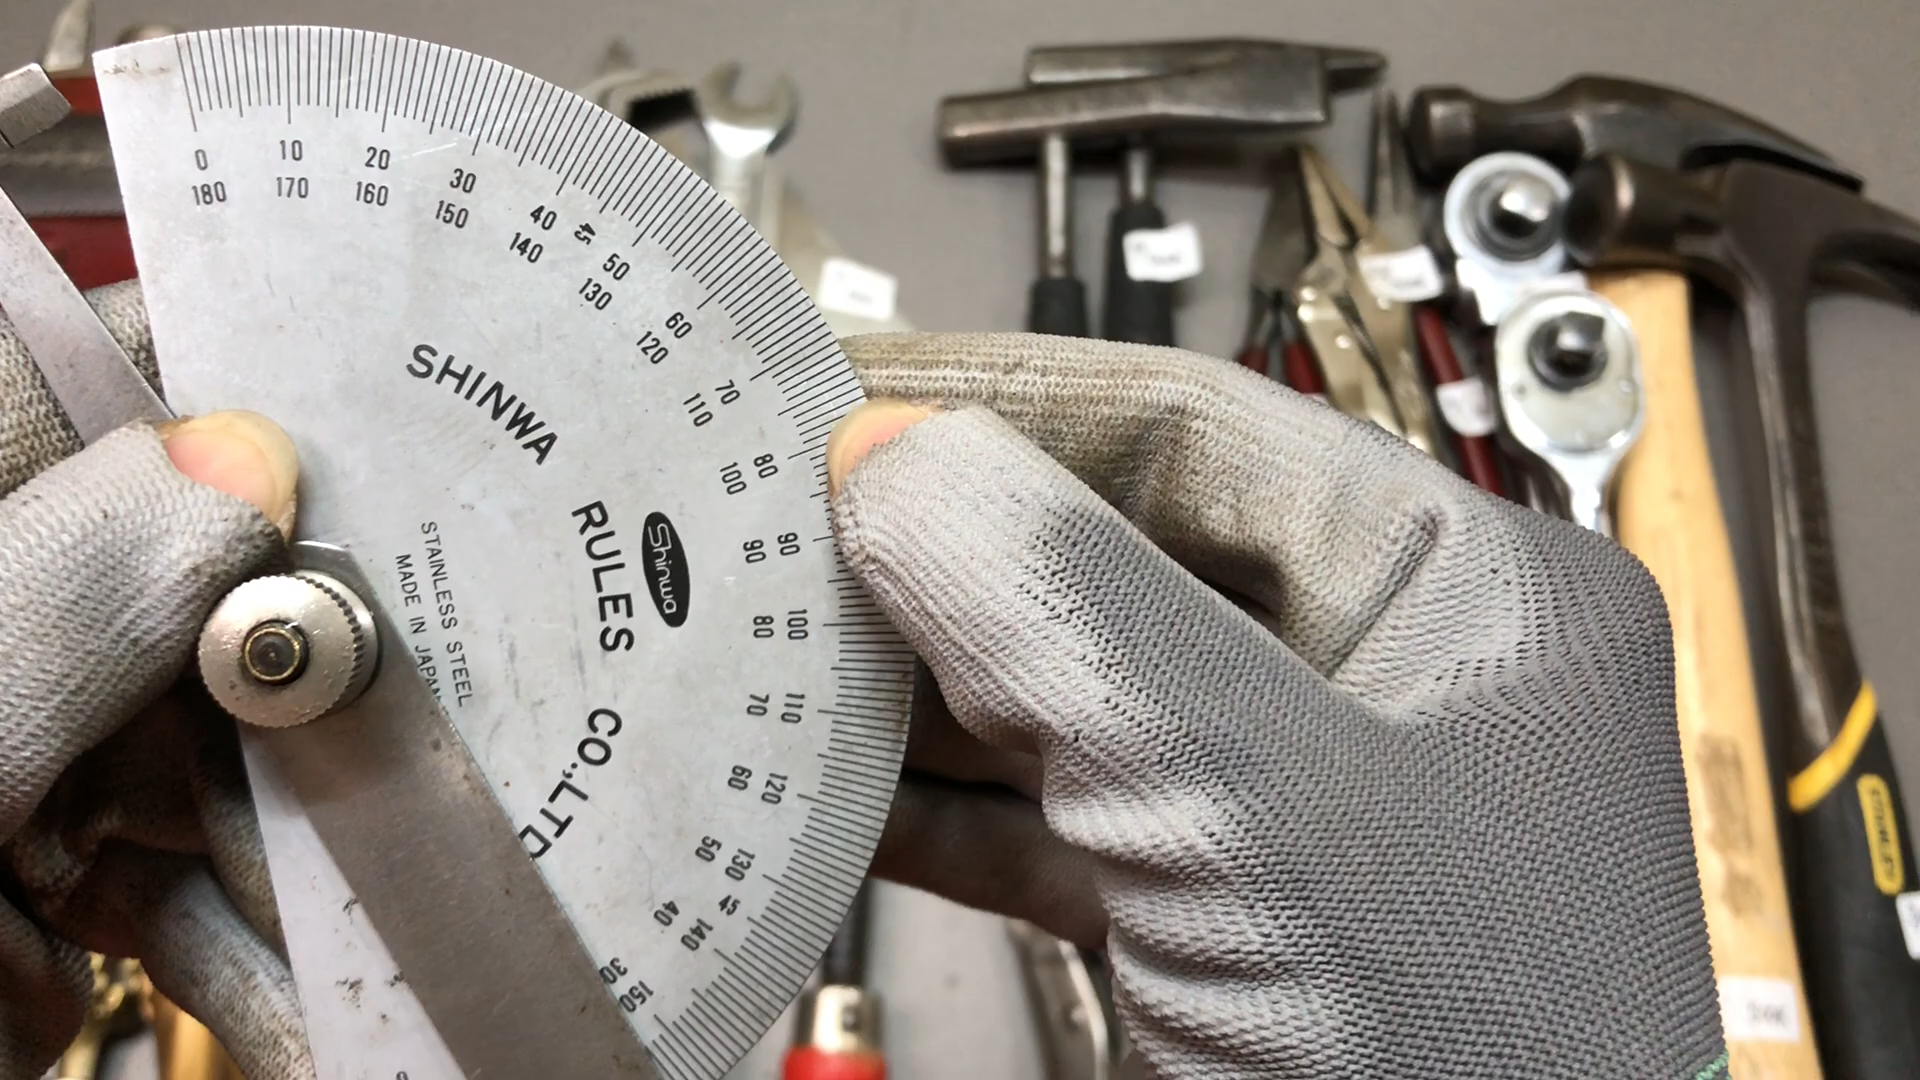 0 10 20 30 40 45 50 60 70 80 90 100 110 120 130 45 140 150
180 170 160 150 140 130 120 110 100 90 80 70 60 50 40 30
SHINWA RULES CO.,LTD
Shinwa
STAINLESS STEEL
MADE IN JAPAN
STANLEY